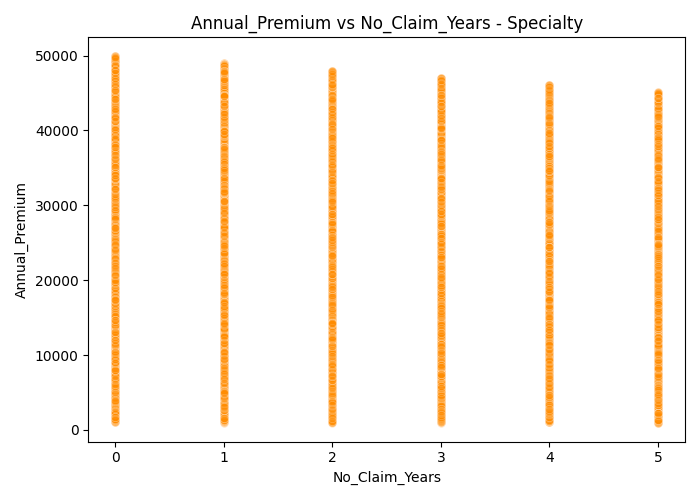 Annual_Premium vs No_Claim_Years - Specialty
50000
40000
30000
20000
10000
0
Annual_Premium
0 1 2 3 4 5
No_Claim_Years